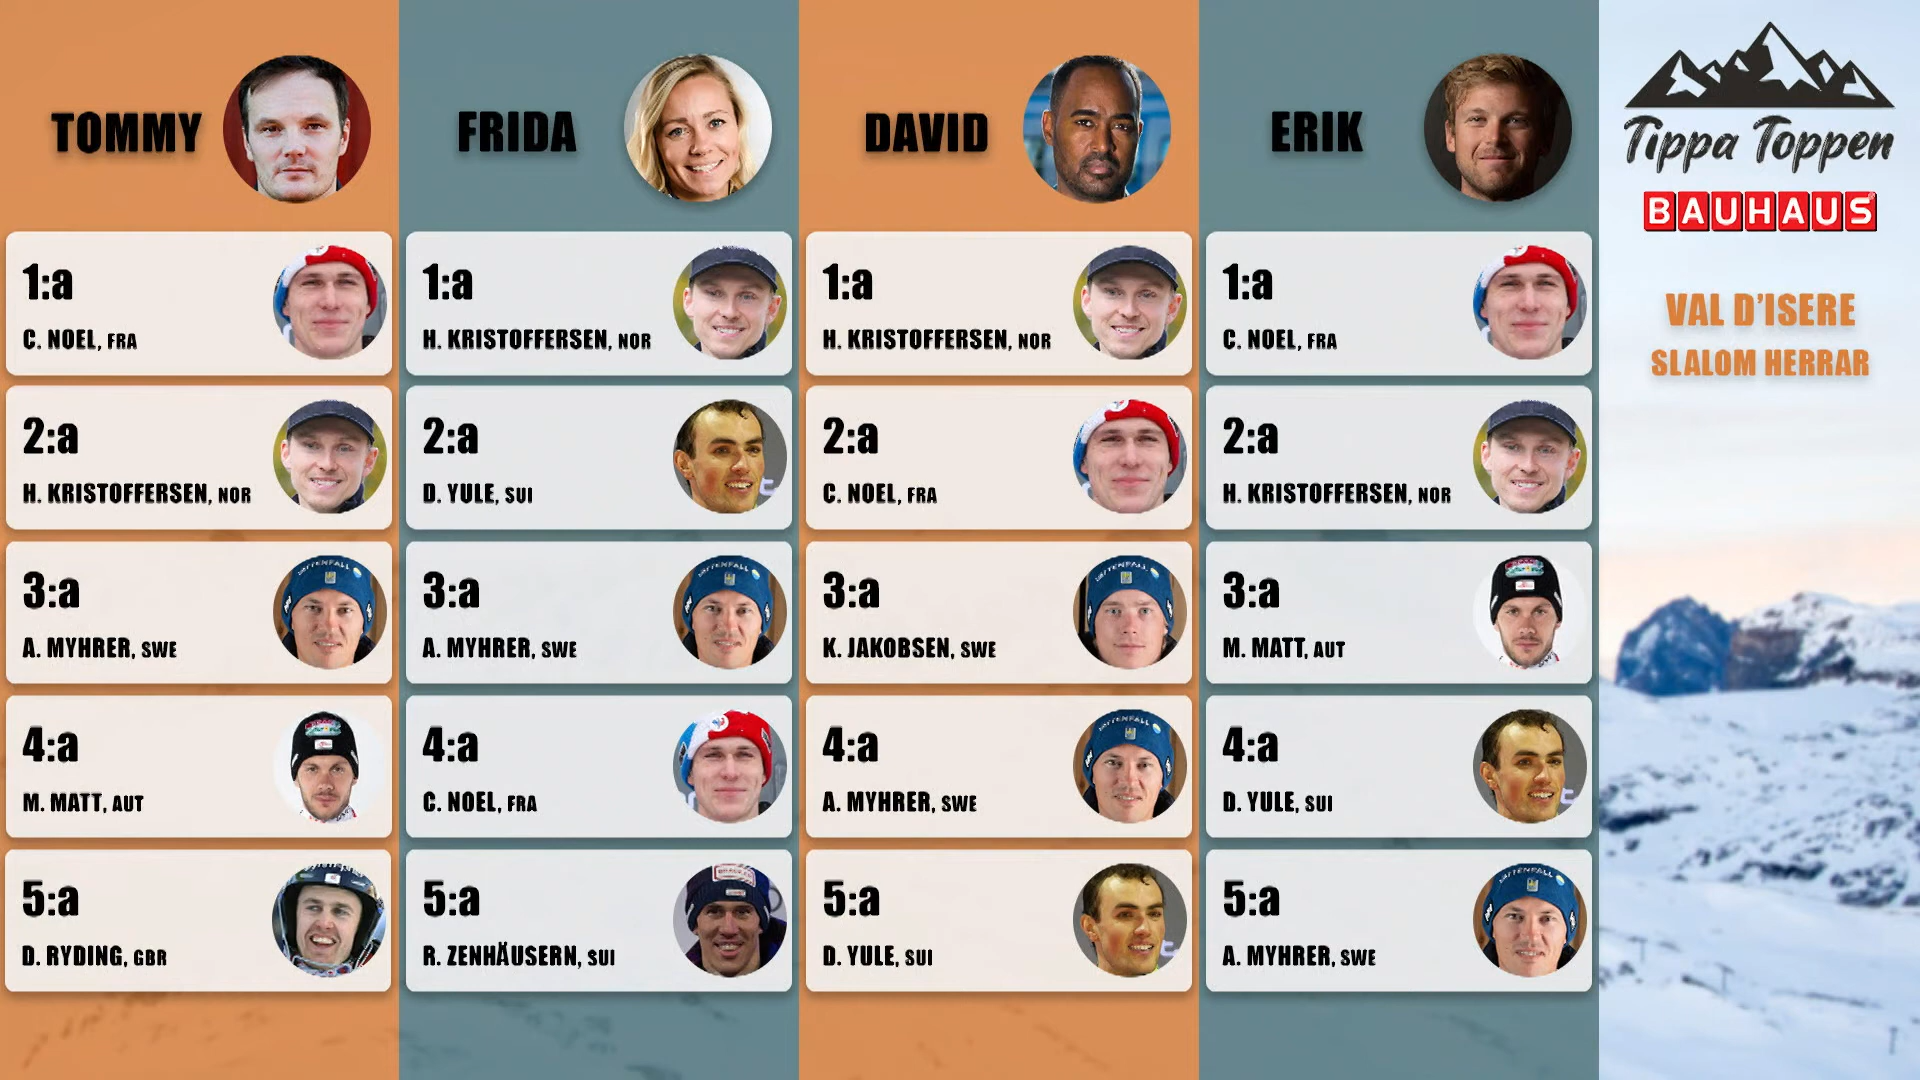 TOMMY
1:a
C. NOEL, FRA
2:a
H. KRISTOFFERSEN, NOR
3:a
A. MYHRER, SWE
4:a
M. MATT, AUT
5:a
D. RYDING, GBR
FRIDA
1:a
H. KRISTOFFERSEN, NOR
2:a
D. YULE, SUI
3:a
A. MYHRER, SWE
4:a
C. NOEL, FRA
5:a
R. ZENHÄUSERN, SUI
DAVID
1:a
H. KRISTOFFERSEN, NOR
2:a
C. NOEL, FRA
3:a
K. JAKOBSEN, SWE
4:a
A. MYHRER, SWE
5:a
D. YULE, SUI
ERIK
1:a
C. NOEL, FRA
2:a
H. KRISTOFFERSEN, NOR
3:a
M. MATT, AUT
4:a
D. YULE, SUI
5:a
A. MYHRER, SWE
Tippa Toppen
BAUHAUS
VAL D'ISERE
SLALOM HERRAR